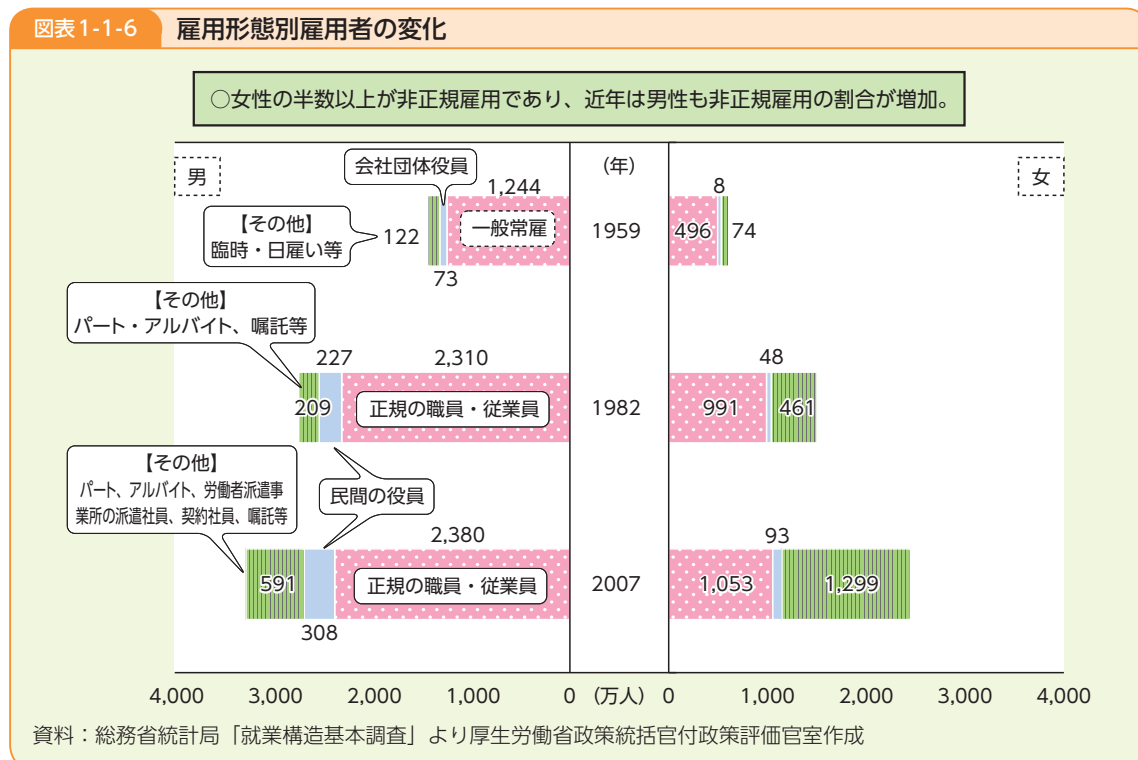 図表1-1-6 雇用形態別雇用者の変化
○女性の半数以上が非正規雇用であり、近年は男性も非正規雇用の割合が増加。
男
会社団体役員
(年)
女
【その他】
臨時・日雇い等
122
73
1,244
一般常雇
1959
496
8
74
【その他】
パート・アルバイト、嘱託等
209
227
2,310
正規の職員・従業員
1982
991
48
461
【その他】
パート、アルバイト、労働者派遣事
業所の派遣社員、契約社員、嘱託等
民間の役員
591
308
2,380
正規の職員・従業員
2007
1,053
93
1,299
4,000 3,000 2,000 1,000 0 (万人) 0 1,000 2,000 3,000 4,000
資料：総務省統計局「就業構造基本調査」より厚生労働省政策統括官付政策評価官室作成